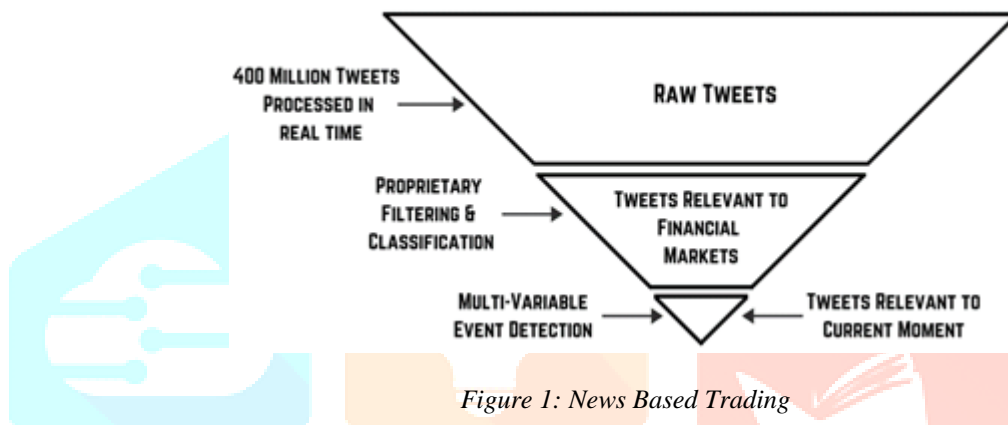 400 MILLION TWEETS
PROCESSED IN
REAL TIME
RAW TWEETS
PROPRIETARY
FILTERING &
CLASSIFICATION
TWEETS RELEVANT TO
FINANCIAL
MARKETS
MULTI-VARIABLE
EVENT DETECTION
TWEETS RELEVANT TO
CURRENT MOMENT
Figure 1: News Based Trading